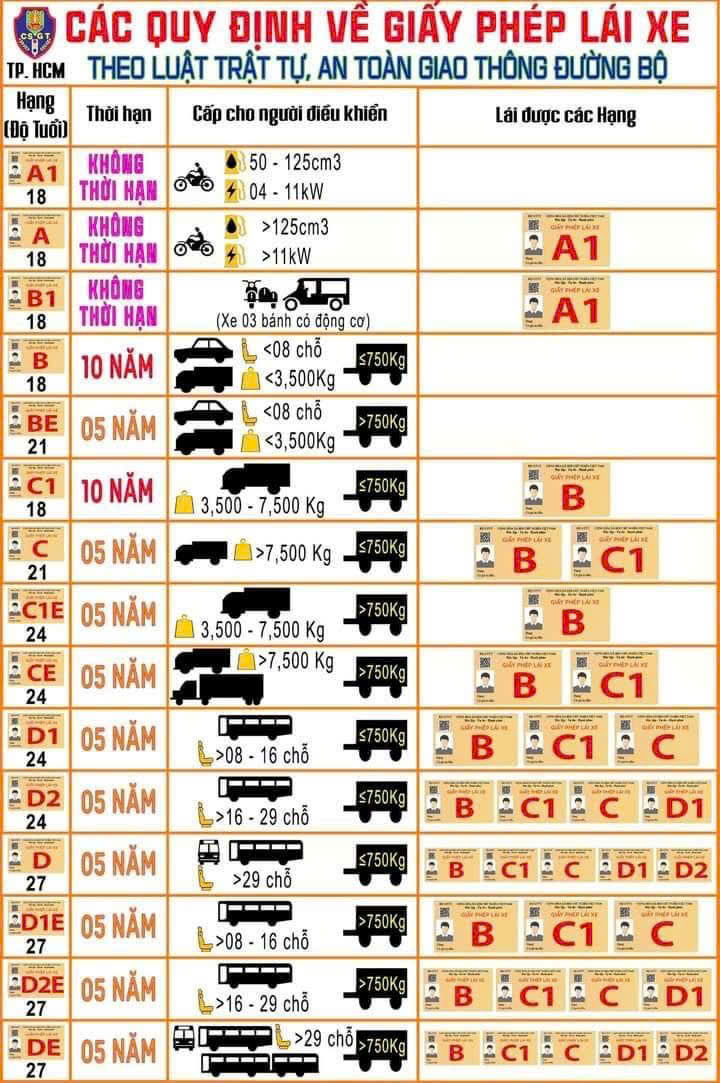 CÁC QUY ĐỊNH VỀ GIẤY PHÉP LÁI XE
CSGT
TP. HCM
THEO LUẬT TRẬT TỰ, AN TOÀN GIAO THÔNG ĐƯỜNG BỘ
Hạng (Độ Tuổi) Thời hạn Cấp cho người điều khiển Lái được các Hạng
A1 18 KHÔNG THỜI HẠN 50 - 125cm3
04 - 11kW
A 18 KHÔNG THỜI HẠN >125cm3
>11kW
GIẤY PHÉP LÁI XE A1
B1 18 KHÔNG THỜI HẠN (Xe 03 bánh có động cơ)
GIẤY PHÉP LÁI XE A1
B 18 10 NĂM <08 chỗ
<3,500Kg ≤750Kg
BE 21 05 NĂM <08 chỗ
<3,500Kg >750Kg
C1 18 10 NĂM 3,500 - 7,500 Kg ≤750Kg
GIẤY PHÉP LÁI XE B
C 21 05 NĂM >7,500 Kg ≤750Kg
GIẤY PHÉP LÁI XE B GIẤY PHÉP LÁI XE C1
C1E 24 05 NĂM 3,500 - 7,500 Kg >750Kg
GIẤY PHÉP LÁI XE B
CE 24 05 NĂM >7,500 Kg >750Kg
GIẤY PHÉP LÁI XE B GIẤY PHÉP LÁI XE C1
D1 24 05 NĂM >08 - 16 chỗ ≤750Kg
GIẤY PHÉP LÁI XE B GIẤY PHÉP LÁI XE C1 GIẤY PHÉP LÁI XE C
D2 24 05 NĂM >16 - 29 chỗ ≤750Kg
B C1 C D1
D 27 05 NĂM >29 chỗ ≤750Kg
B C1 C D1 D2
D1E 27 05 NĂM >08 - 16 chỗ >750Kg
GIẤY PHÉP LÁI XE B GIẤY PHÉP LÁI XE C1 GIẤY PHÉP LÁI XE C
D2E 27 05 NĂM >16 - 29 chỗ >750Kg
B C1 C D1
DE 27 05 NĂM >29 chỗ >750Kg
B C1 C D1 D2